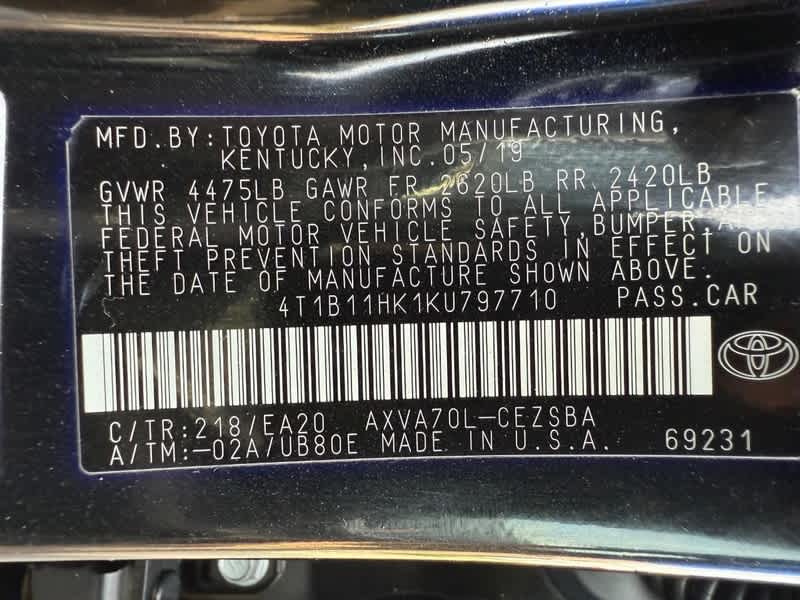 MFD.BY:TOYOTA MOTOR MANUFACTURING,
KENTUCKY,INC.05/19
GVWR 4475LB GAWR FR 2620LB RR 2420LB
THIS VEHICLE CONFORMS TO ALL APPLICABLE
FEDERAL MOTOR VEHICLE SAFETY,BUMPER,AND
THEFT PREVENTION STANDARDS IN EFFECT ON
THE DATE OF MANUFACTURE SHOWN ABOVE.
4T1B11HK1KU797710 PASS.CAR
C/TR:218/EA20 AXVA70L-CEZSBA
A/TM:-02A/UB80E MADE IN U.S.A. 69231